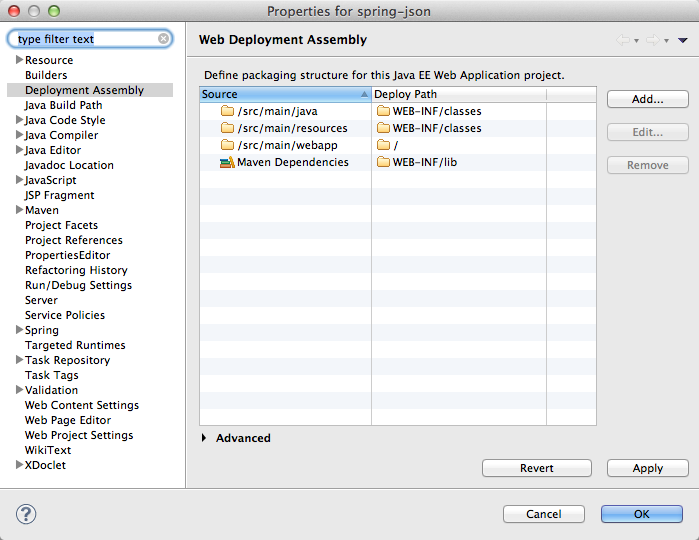 Properties for spring-json
type filter text
Resource
Builders
Deployment Assembly
Java Build Path
Java Code Style
Java Compiler
Java Editor
Javadoc Location
JavaScript
JSP Fragment
Maven
Project Facets
Project References
PropertiesEditor
Refactoring History
Run/Debug Settings
Server
Service Policies
Spring
Targeted Runtimes
Task Repository
Task Tags
Validation
Web Content Settings
Web Page Editor
Web Project Settings
WikiText
XDoclet
Web Deployment Assembly
Define packaging structure for this Java EE Web Application project.
Source Deploy Path
/src/main/java WEB-INF/classes
/src/main/resources WEB-INF/classes
/src/main/webapp /
Maven Dependencies WEB-INF/lib
Add...
Edit...
Remove
Advanced
Revert Apply
? Cancel OK